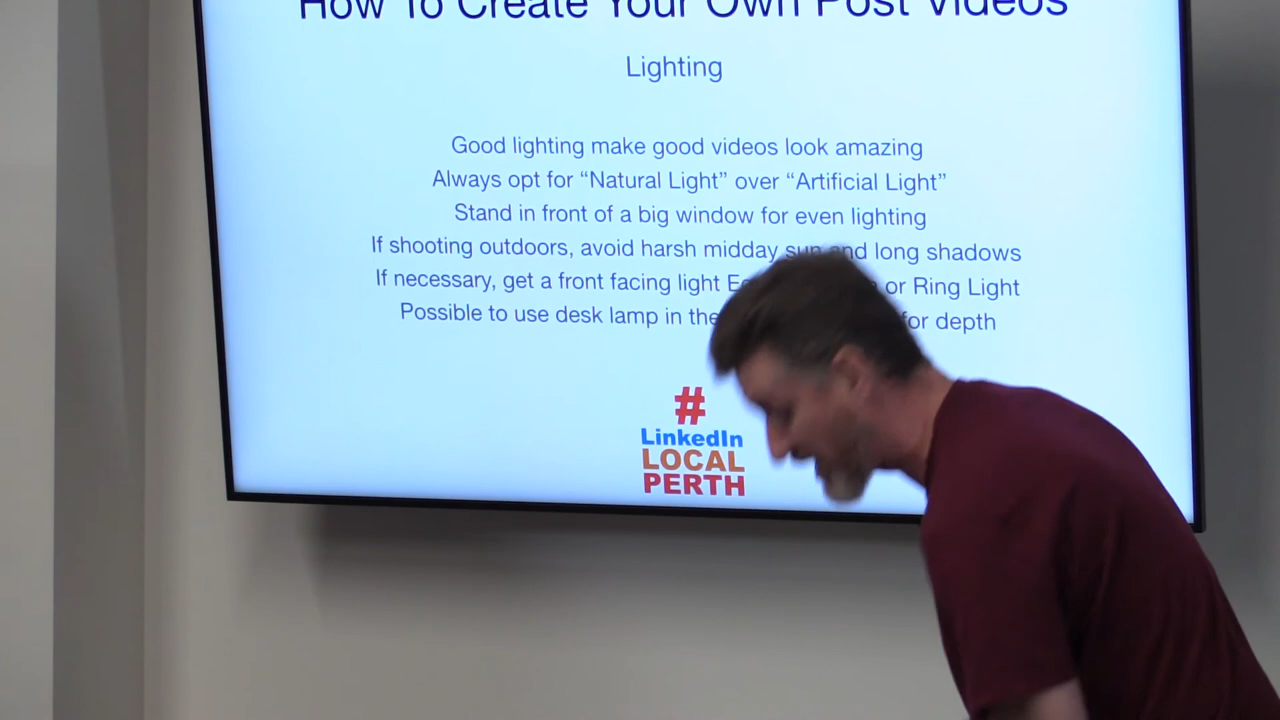 How To Create Your Own Post Videos
Lighting
Good lighting make good videos look amazing
Always opt for “Natural Light” over “Artificial Light”
Stand in front of a big window for even lighting
If shooting outdoors, avoid harsh midday sun and long shadows
If necessary, get a front facing light or Ring Light
Possible to use desk lamp in the for depth
#
LinkedIn
LOCAL
PERTH